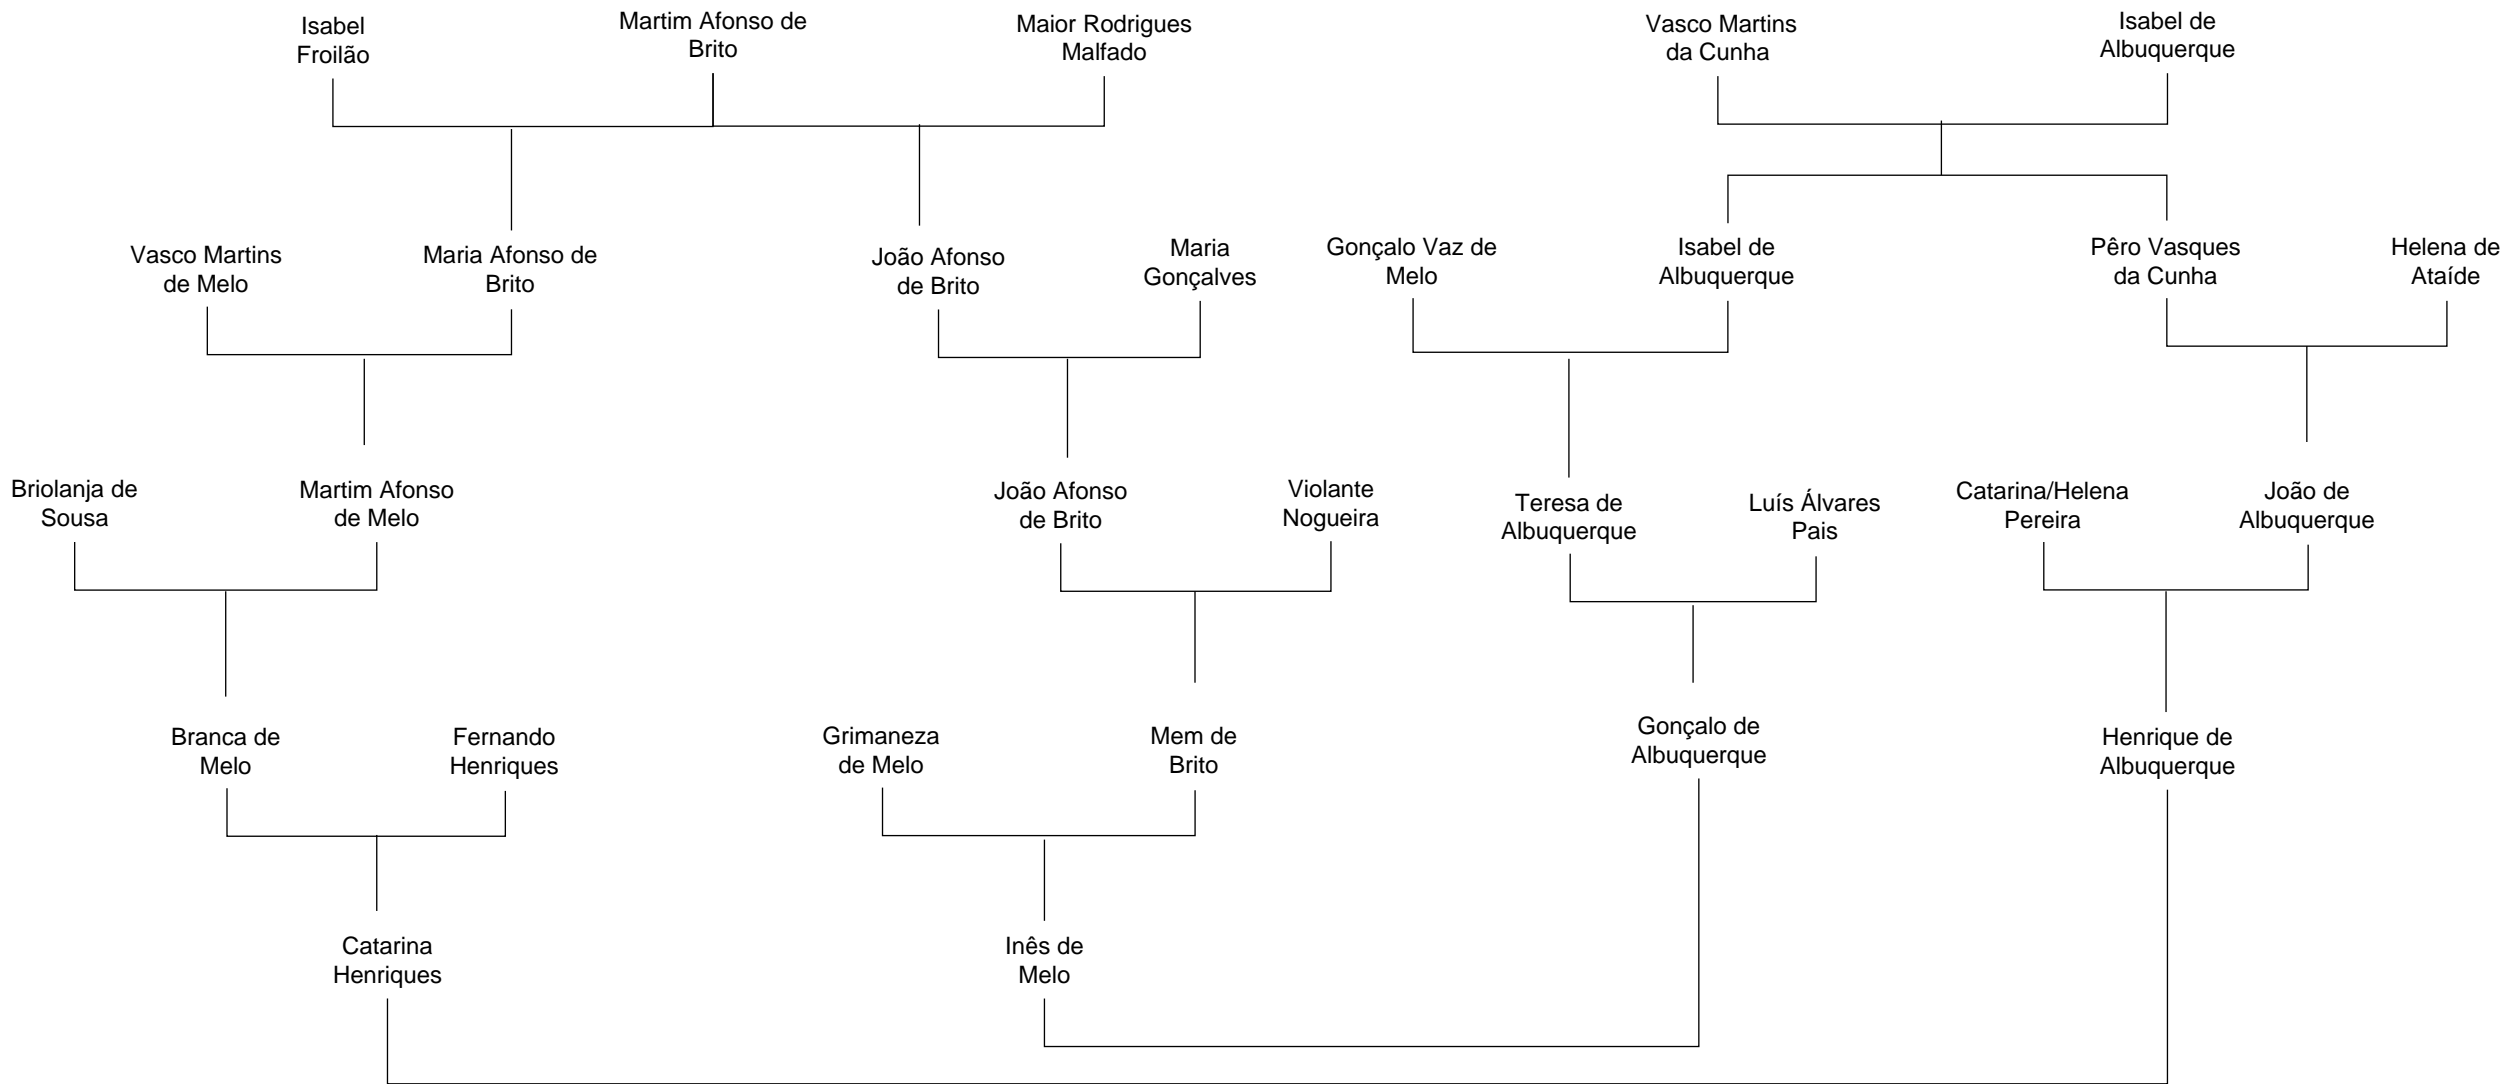 Isabel
Froilão
Martim Afonso de
Brito
Maior Rodrigues
Malfado
Vasco Martins
da Cunha
Isabel de
Albuquerque
Vasco Martins
de Melo
Maria Afonso de
Brito
João Afonso
de Brito
Maria
Gonçalves
Gonçalo Vaz de
Melo
Isabel de
Albuquerque
Pêro Vasques
da Cunha
Helena de
Ataíde
Briolanja de
Sousa
Martim Afonso
de Melo
João Afonso
de Brito
Violante
Nogueira
Teresa de
Albuquerque
Luís Álvares
Pais
Catarina/Helena
Pereira
João de
Albuquerque
Branca de
Melo
Fernando
Henriques
Grimaneza
de Melo
Mem de
Brito
Gonçalo de
Albuquerque
Henrique de
Albuquerque
Catarina
Henriques
Inês de
Melo